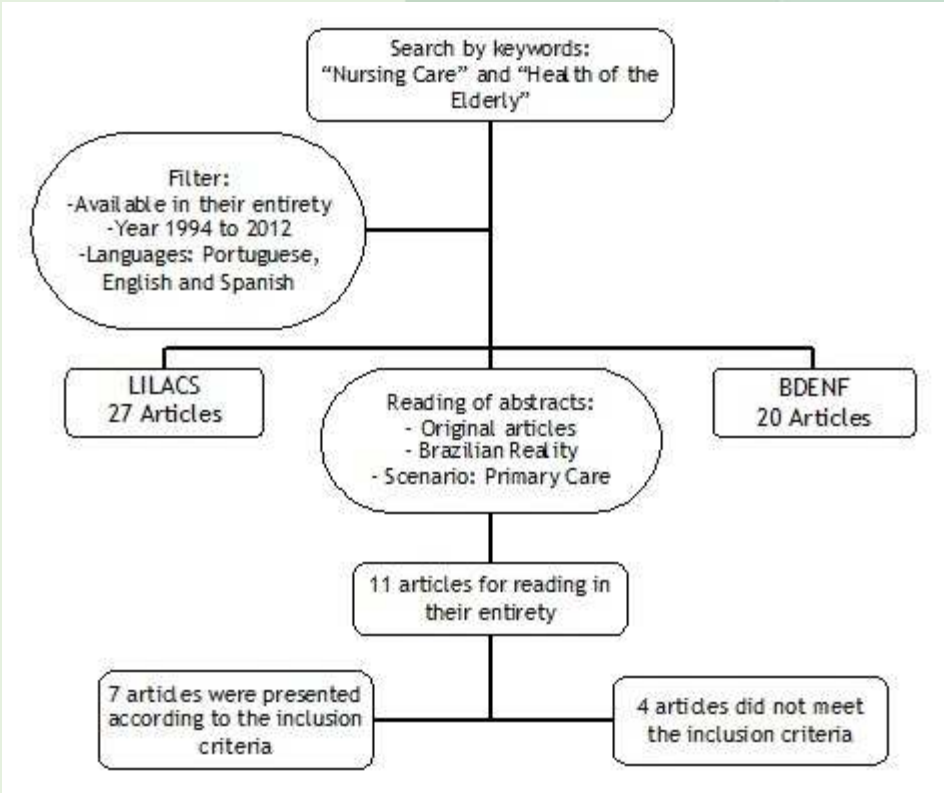 Search by keywords:
“Nursing Care” and “Health of the
Elderly”
Filter:
-Available in their entirety
-Year 1994 to 2012
-Languages: Portuguese,
English and Spanish
LILACS
27 Articles
Reading of abstracts:
- Original articles
- Brazilian Reality
- Scenario: Primary Care
BDENF
20 Articles
11 articles for reading in
their entirety
7 articles were presented
according to the inclusion
criteria
4 articles did not meet
the inclusion criteria